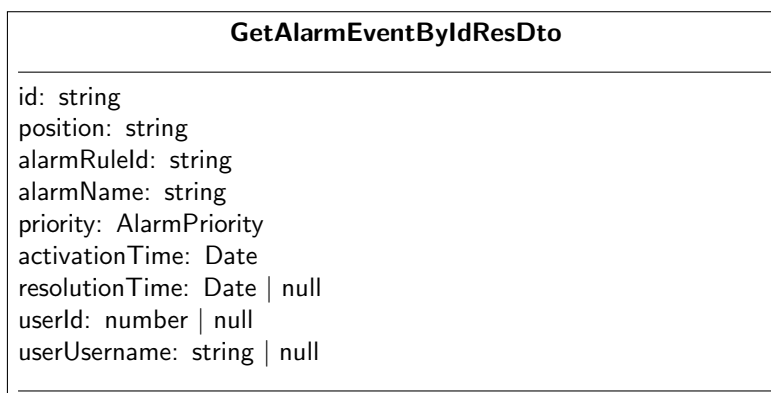 GetAlarmEventByIdResDto
id: string
position: string
alarmRuleId: string
alarmName: string
priority: AlarmPriority
activationTime: Date
resolutionTime: Date | null
userId: number | null
userUsername: string | null